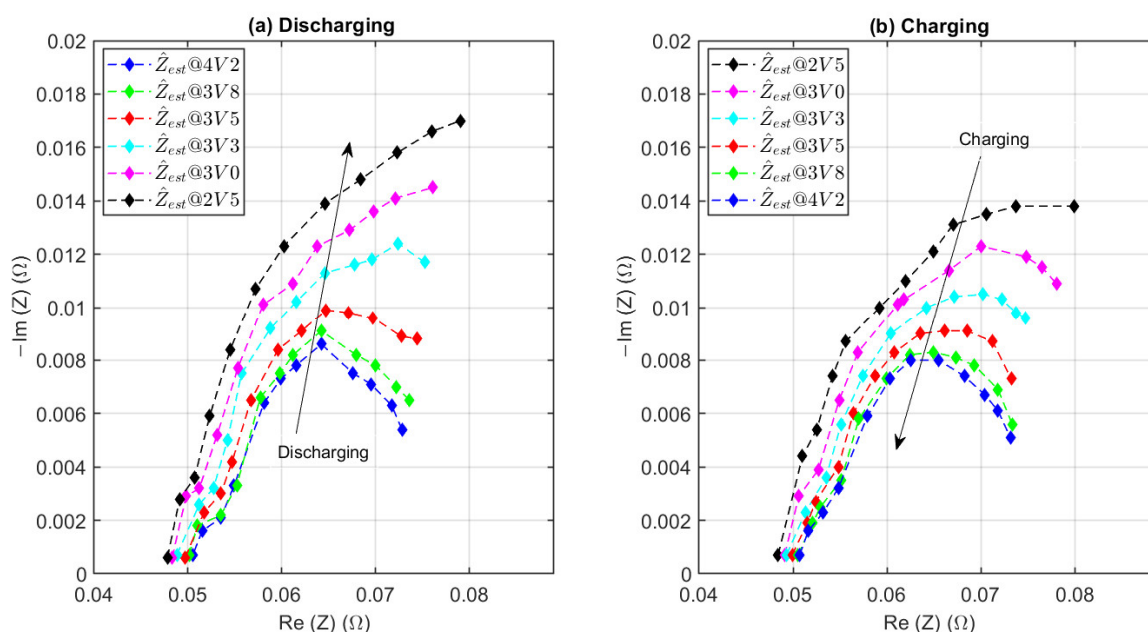 (a) Discharging
0.02
0.018
0.016
0.014
0.012
0.01
0.008
0.006
0.004
0.002
0
−Im (Z) (Ω)
Ẑest@4V2
Ẑest@3V8
Ẑest@3V5
Ẑest@3V3
Ẑest@3V0
Ẑest@2V5
Discharging
0.04
0.05
0.06
0.07
0.08
Re (Z) (Ω)
(b) Charging
0.02
0.018
0.016
0.014
0.012
0.01
0.008
0.006
0.004
0.002
0
−Im (Z) (Ω)
Ẑest@2V5
Ẑest@3V0
Ẑest@3V3
Ẑest@3V5
Ẑest@3V8
Ẑest@4V2
Charging
0.04
0.05
0.06
0.07
0.08
Re (Z) (Ω)